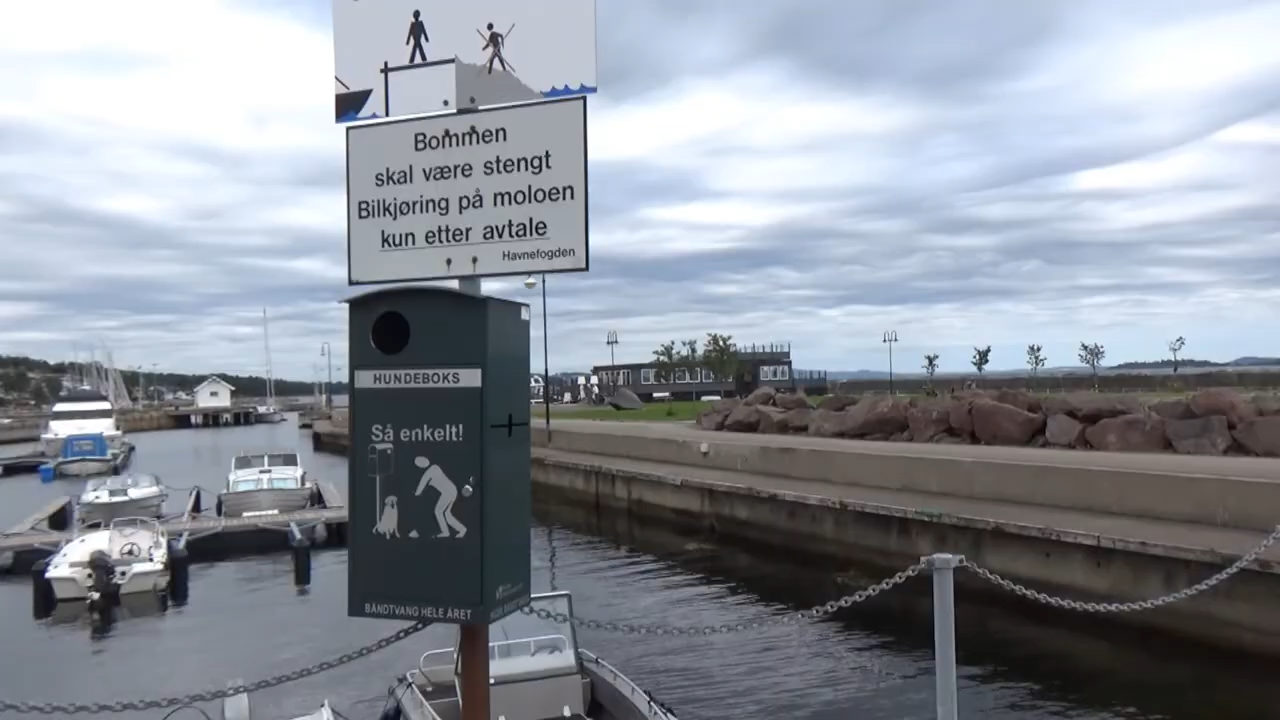 Bommen
skal være stengt
Bilkjøring på moloen
kun etter avtale
Havnefogden
HUNDEBOKS
Så enkelt!
BÅNDTVANG HELE ÅRET